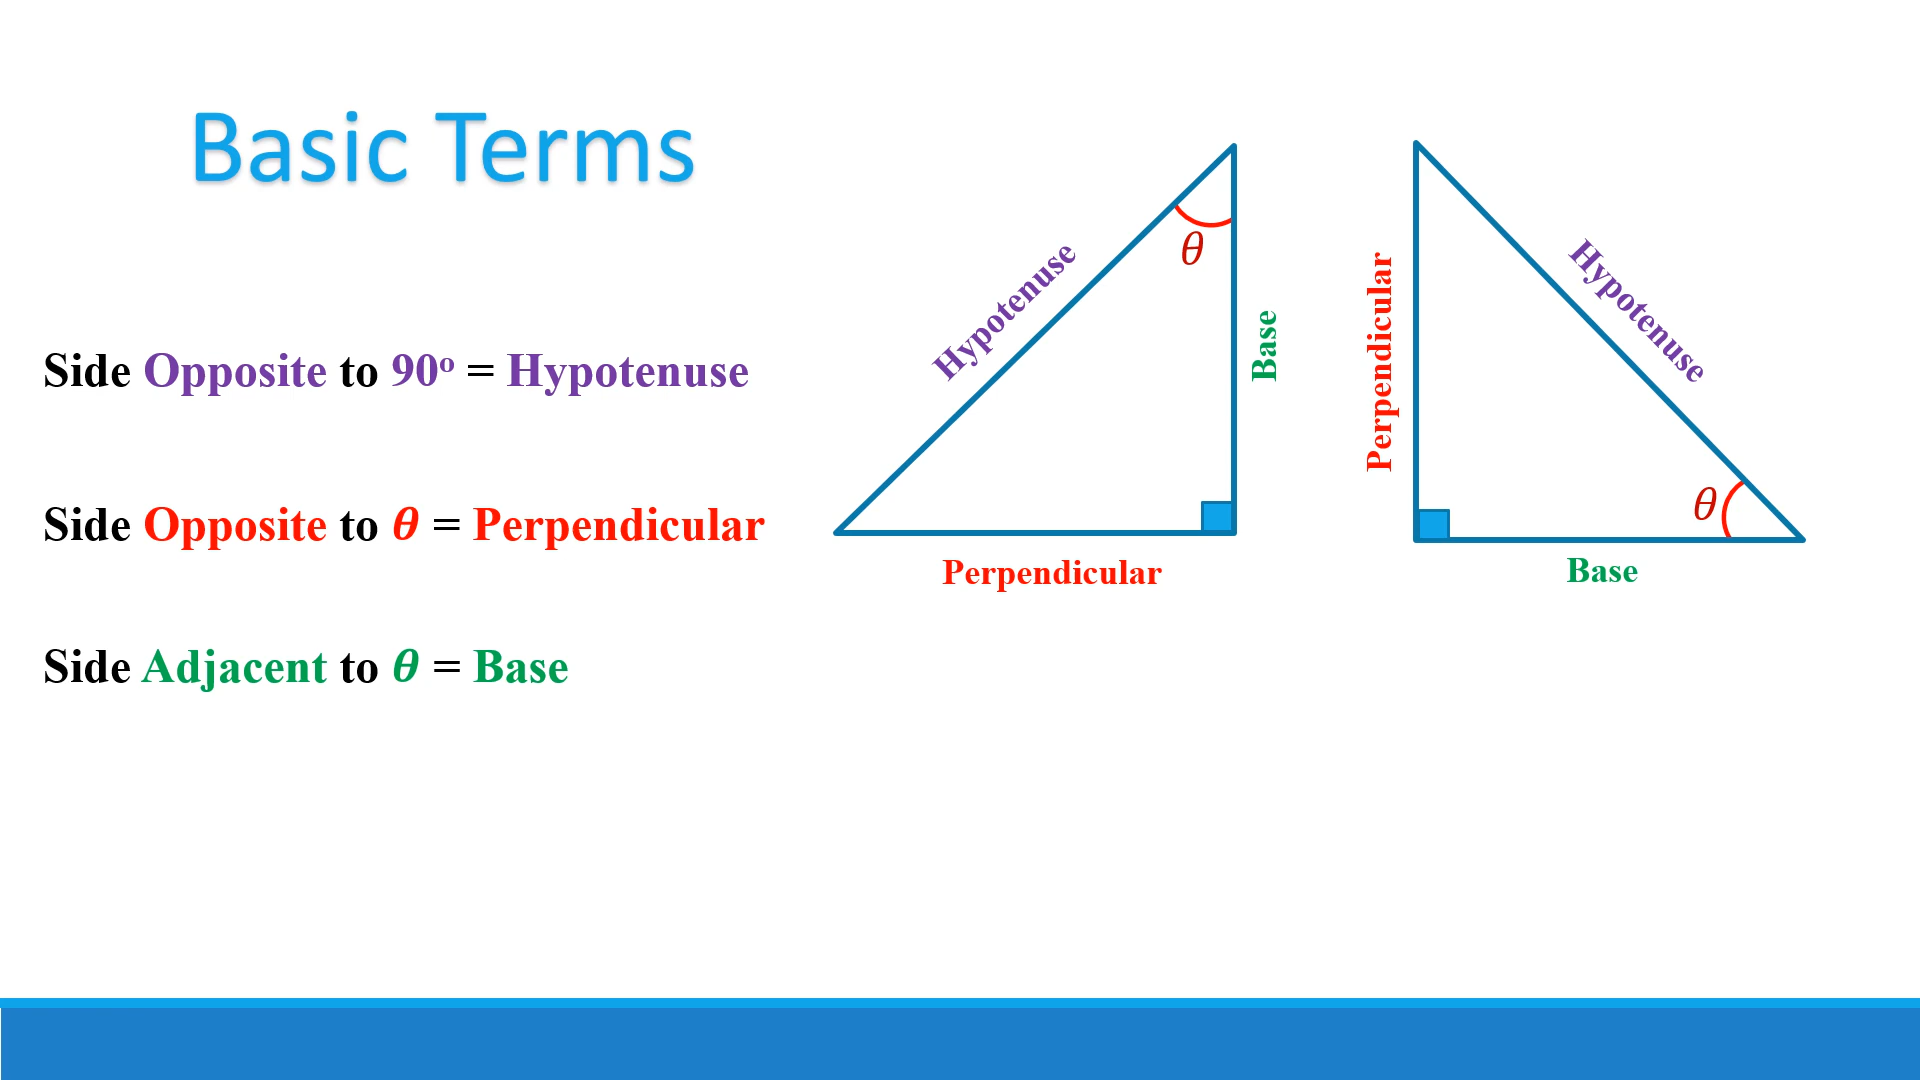 Basic Terms
Side Opposite to 90° = Hypotenuse
Side Opposite to θ = Perpendicular
Side Adjacent to θ = Base
Hypotenuse
θ
Base
Perpendicular
Perpendicular
Hypotenuse
θ
Base